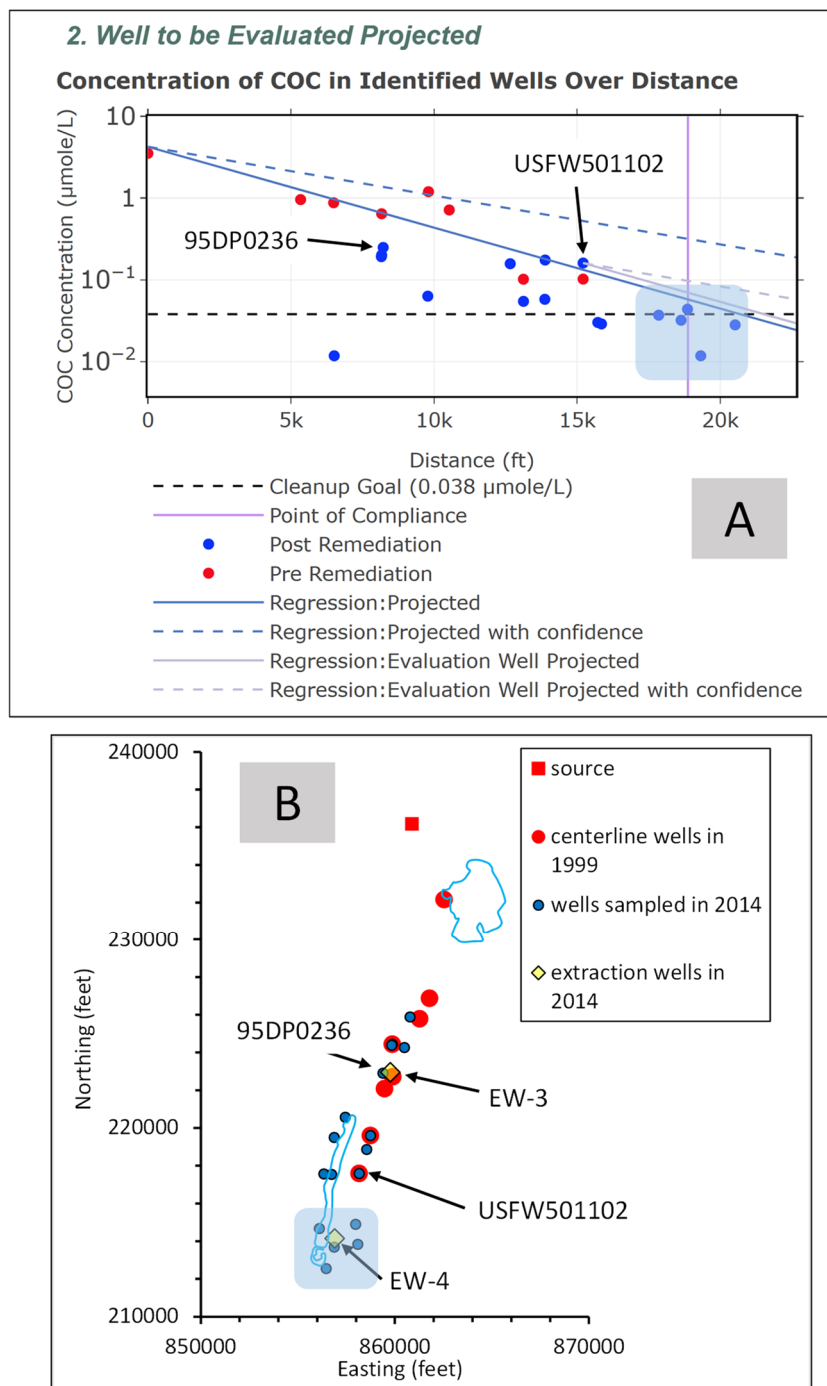 2. Well to be Evaluated Projected
Concentration of COC in Identified Wells Over Distance
COC Concentration (μmole/L)
10
1
10⁻¹
10⁻²
USFW501102
95DP0236
0
5k
10k
15k
20k
Distance (ft)
Cleanup Goal (0.038 μmole/L)
Point of Compliance
Post Remediation
Pre Remediation
Regression:Projected
Regression:Projected with confidence
Regression:Evaluation Well Projected
Regression:Evaluation Well Projected with confidence
A
B
Northing (feet)
240000
230000
220000
210000
source
centerline wells in
1999
wells sampled in 2014
extraction wells in
2014
95DP0236
EW-3
USFW501102
EW-4
850000
860000
870000
Easting (feet)